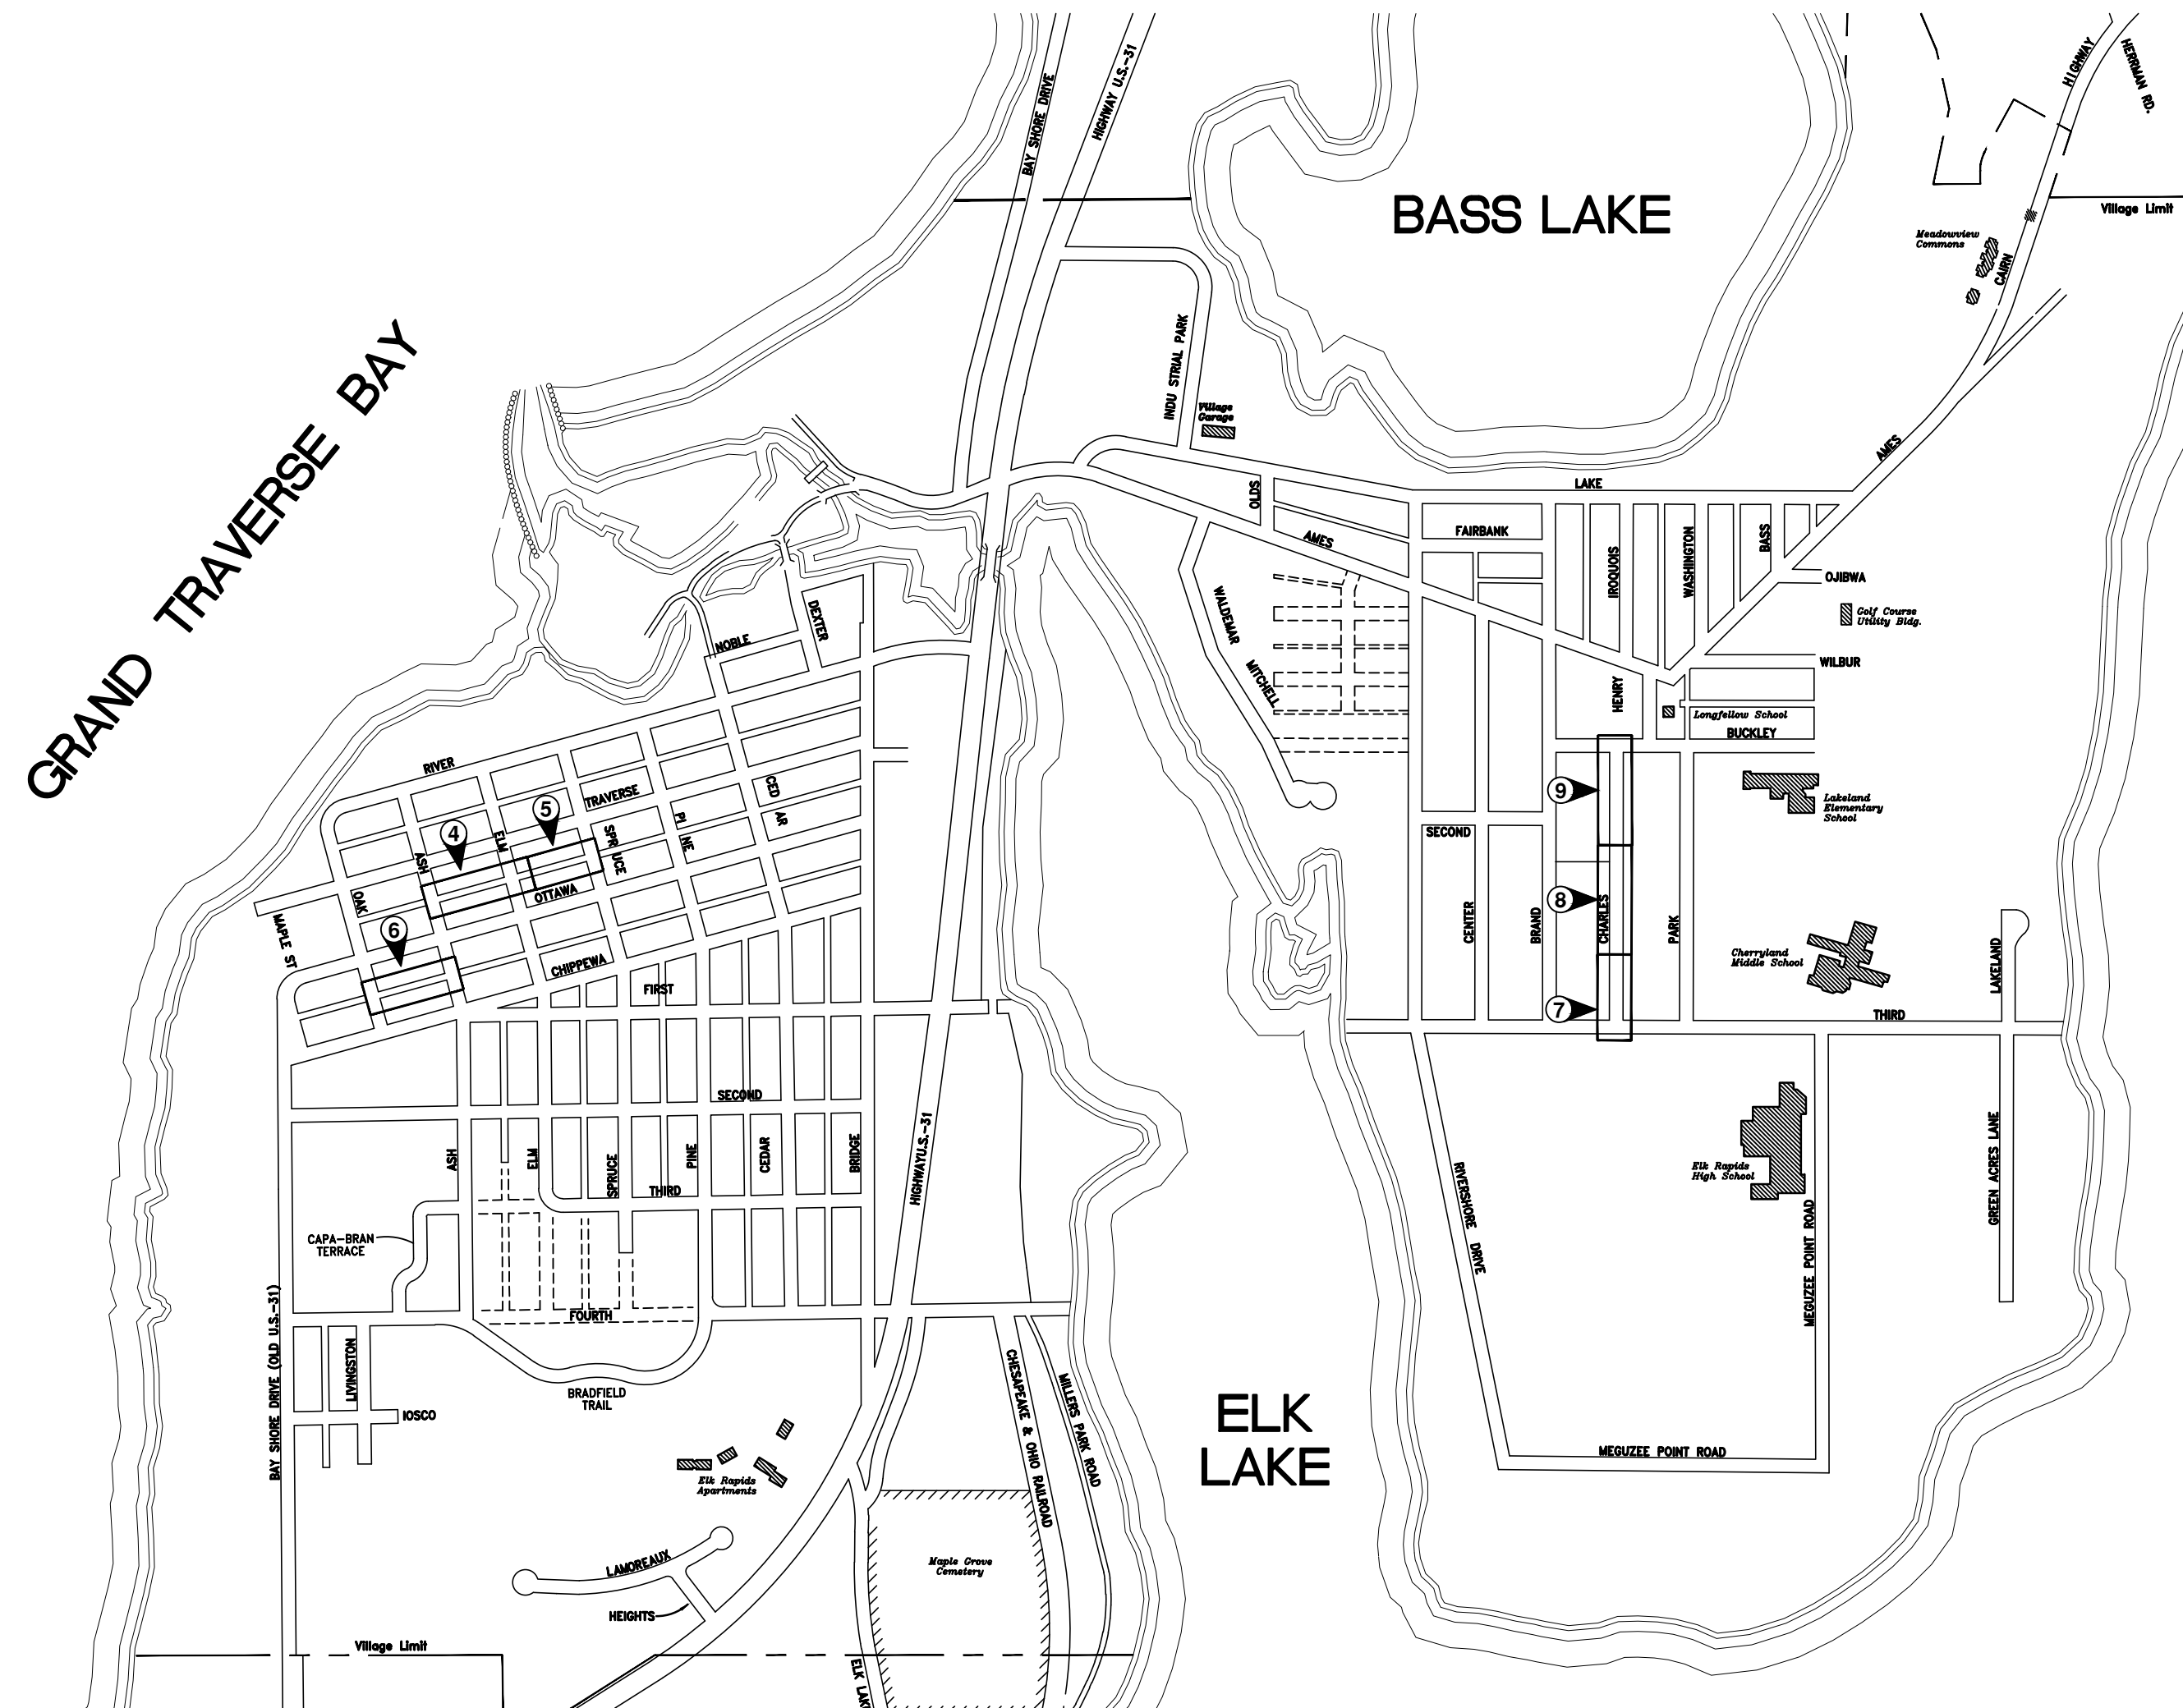 HIGHWAY
HERRMAN RD.
BAY SHORE DRIVE
HIGHWAY U.S.-31
BASS LAKE
Village Limit
Meadowview
Commons
CAIRN
GRAND TRAVERSE BAY
INDU STRIAL PARK
Village
Garage
AMES
LAKE
OLDS
FAIRBANK
AMES
IROQUOIS
WASHINGTON
BASS
OJIBWA
Golf Course
Utility Bldg.
WALDEMAR
DEXTER
NOBLE
WILBUR
MITCHELL
HENRY
Longfellow School
BUCKLEY
RIVER
TRAVERSE
CED AR
9
Lakeland
Elementary
School
5
4
ELM
PI NE
SPR UCE
ASH
SECOND
OTTAWA
OAK
8
CHARLES
6
MAPLE ST
CENTER
BRAND
PARK
Cherryland
Middle School
LAKELAND
CHIPPEWA
FIRST
7
THIRD
SECOND
ASH
ELM
SPRUCE
PINE
CEDAR
BRIDGE
HIGHWAYU.S.-31
THIRD
Elk Rapids
High School
RIVERSHORE DRIVE
MEGUZEE POINT ROAD
GREEN ACRES LANE
CAPA-BRAN
TERRACE
BAY SHORE DRIVE (OLD U.S.-31)
FOURTH
LIVINGSTON
BRADFIELD
TRAIL
IOSCO
CHESAPEAKE & OHIO RAILROAD
MILLERS PARK ROAD
ELK
LAKE
MEGUZEE POINT ROAD
Elk Rapids
Apartments
LAMOREAUX
HEIGHTS
Maple Grove
Cemetery
Village Limit
ELK LAK